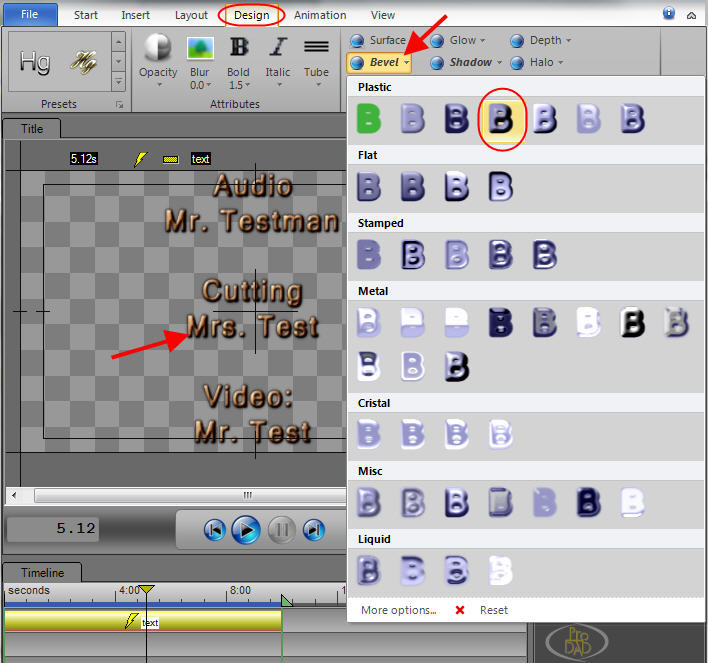 File Start Insert Layout Design Animation View
Surface Glow Depth
Bevel Shadow Halo
Hg Hg
Opacity Blur Bold Italic Tube
0.0 1.5
Presets Attributes
Plastic
B B B B B B B
Title
5.12s text
Flat
B B B B
Audio
Mr. Testman
Stamped
B B B B B
Cutting
Mrs. Test
Metal
B B B B B B B B
B B B
Video:
Mr. Test
Cristal
B B B B
Misc
B B B B B B B
5.12
Liquid
B B B B
Timeline
seconds 4:00 8:00 1
More options... Reset
text
PRO DAD